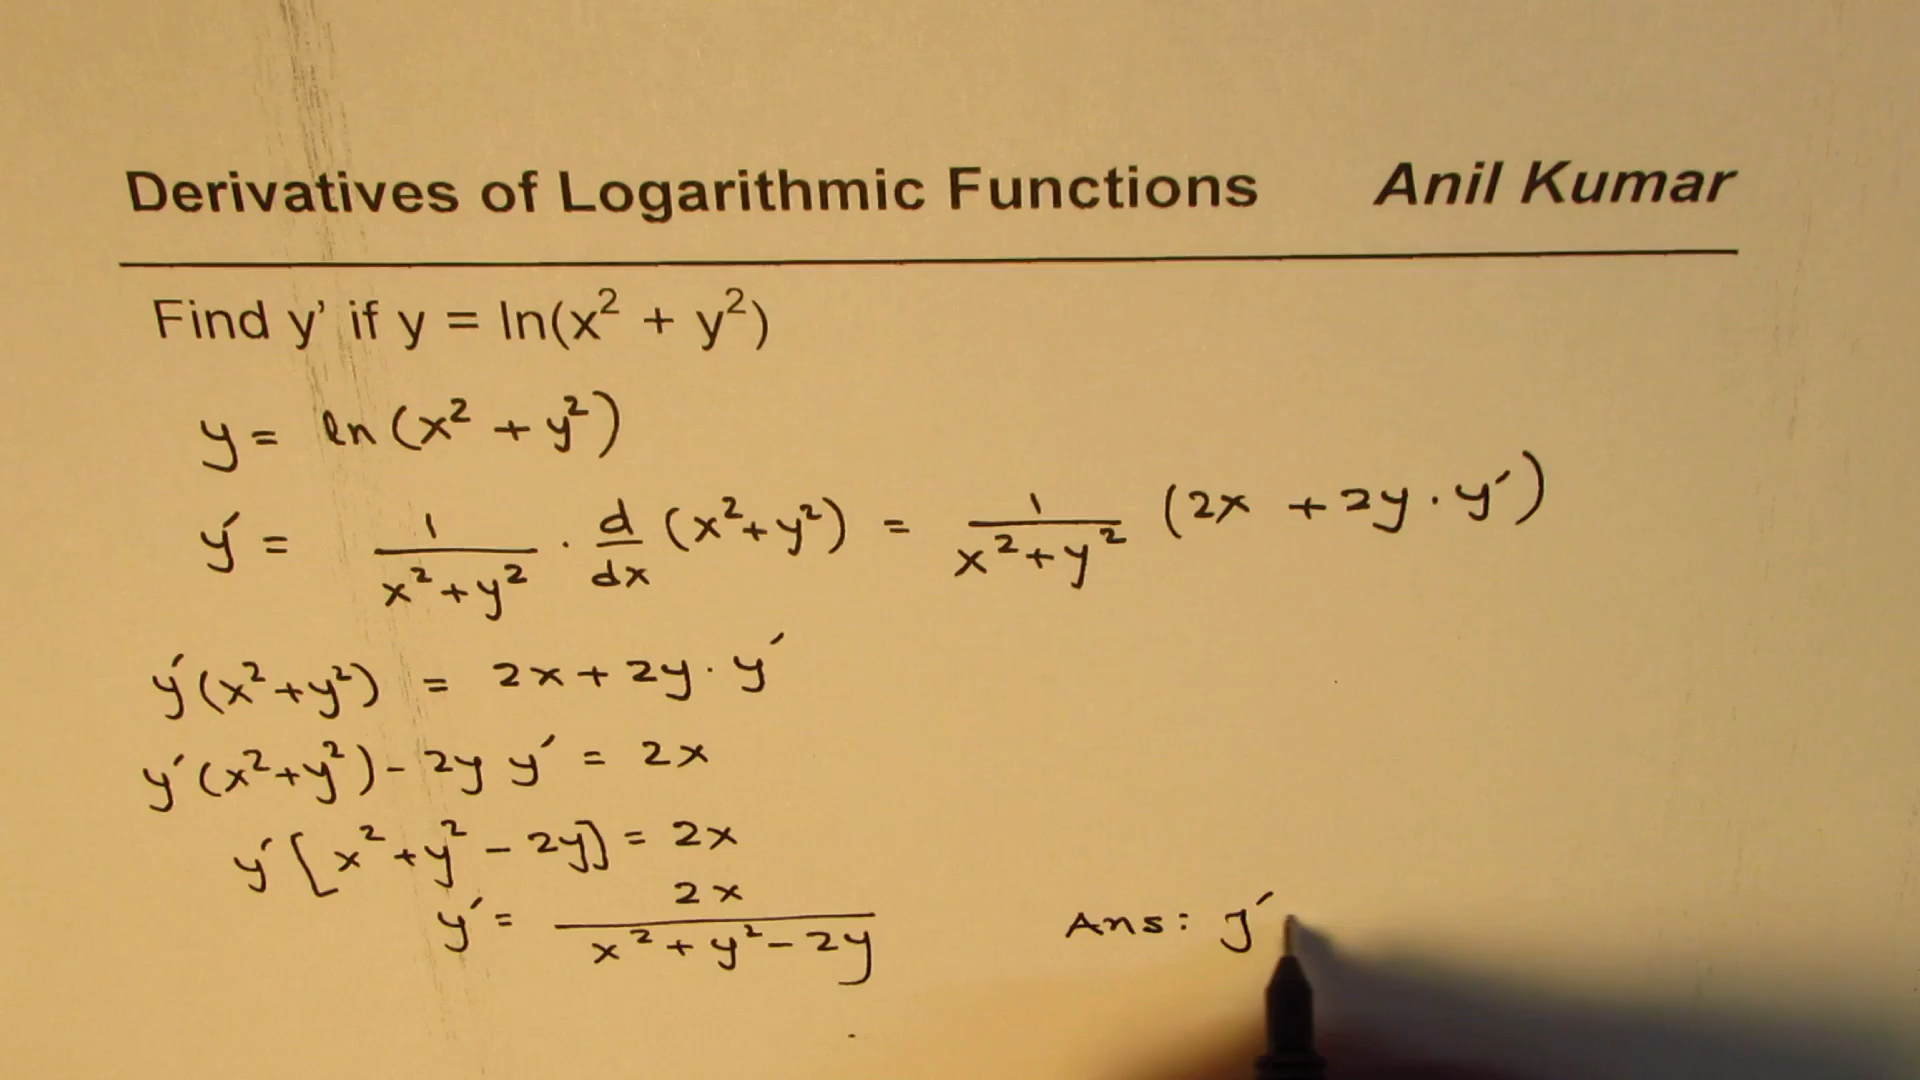 Derivatives of Logarithmic Functions Anil Kumar
Find y' if y = ln(x² + y²)
y = ln (x² + y²)
y′ = 1/(x²+y²) · d/dx (x²+y²) = 1/(x²+y²) (2x + 2y · y′)
y′(x²+y²) = 2x + 2y · y′
y′(x²+y²) - 2y y′ = 2x
y′[x²+y² - 2y] = 2x
y′ = 2x/(x²+y²-2y) Ans: y′